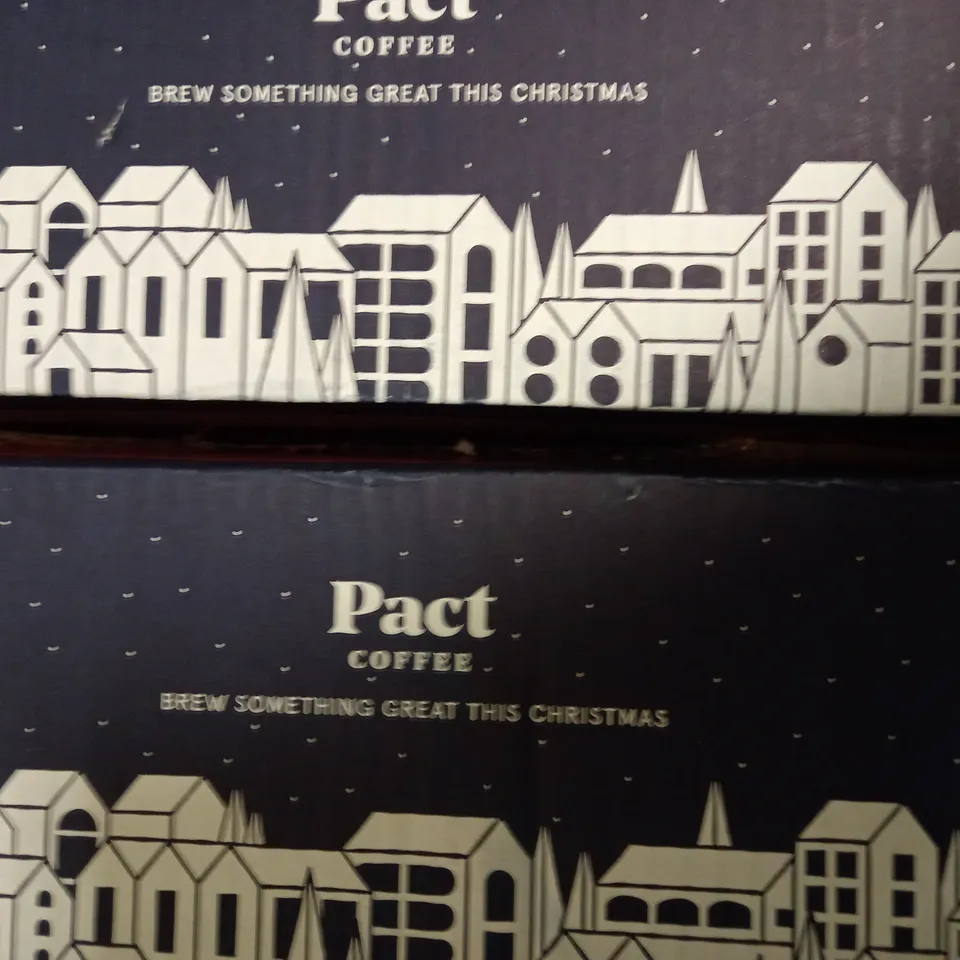 Pact
COFFEE
BREW SOMETHING GREAT THIS CHRISTMAS
Pact
COFFEE
BREW SOMETHING GREAT THIS CHRISTMAS